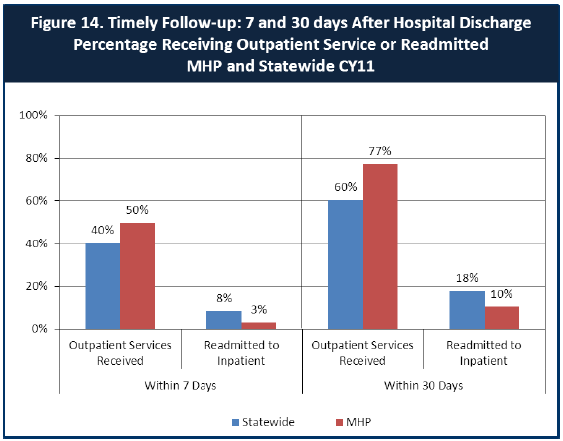 Figure 14. Timely Follow-up: 7 and 30 days After Hospital Discharge
Percentage Receiving Outpatient Service or Readmitted
MHP and Statewide CY11
100%
80%
60%
40%
20%
0%
40%
50%
8%
3%
60%
77%
18%
10%
Outpatient Services
Received
Readmitted to
Inpatient
Outpatient Services
Received
Readmitted to
Inpatient
Within 7 Days
Within 30 Days
Statewide
MHP